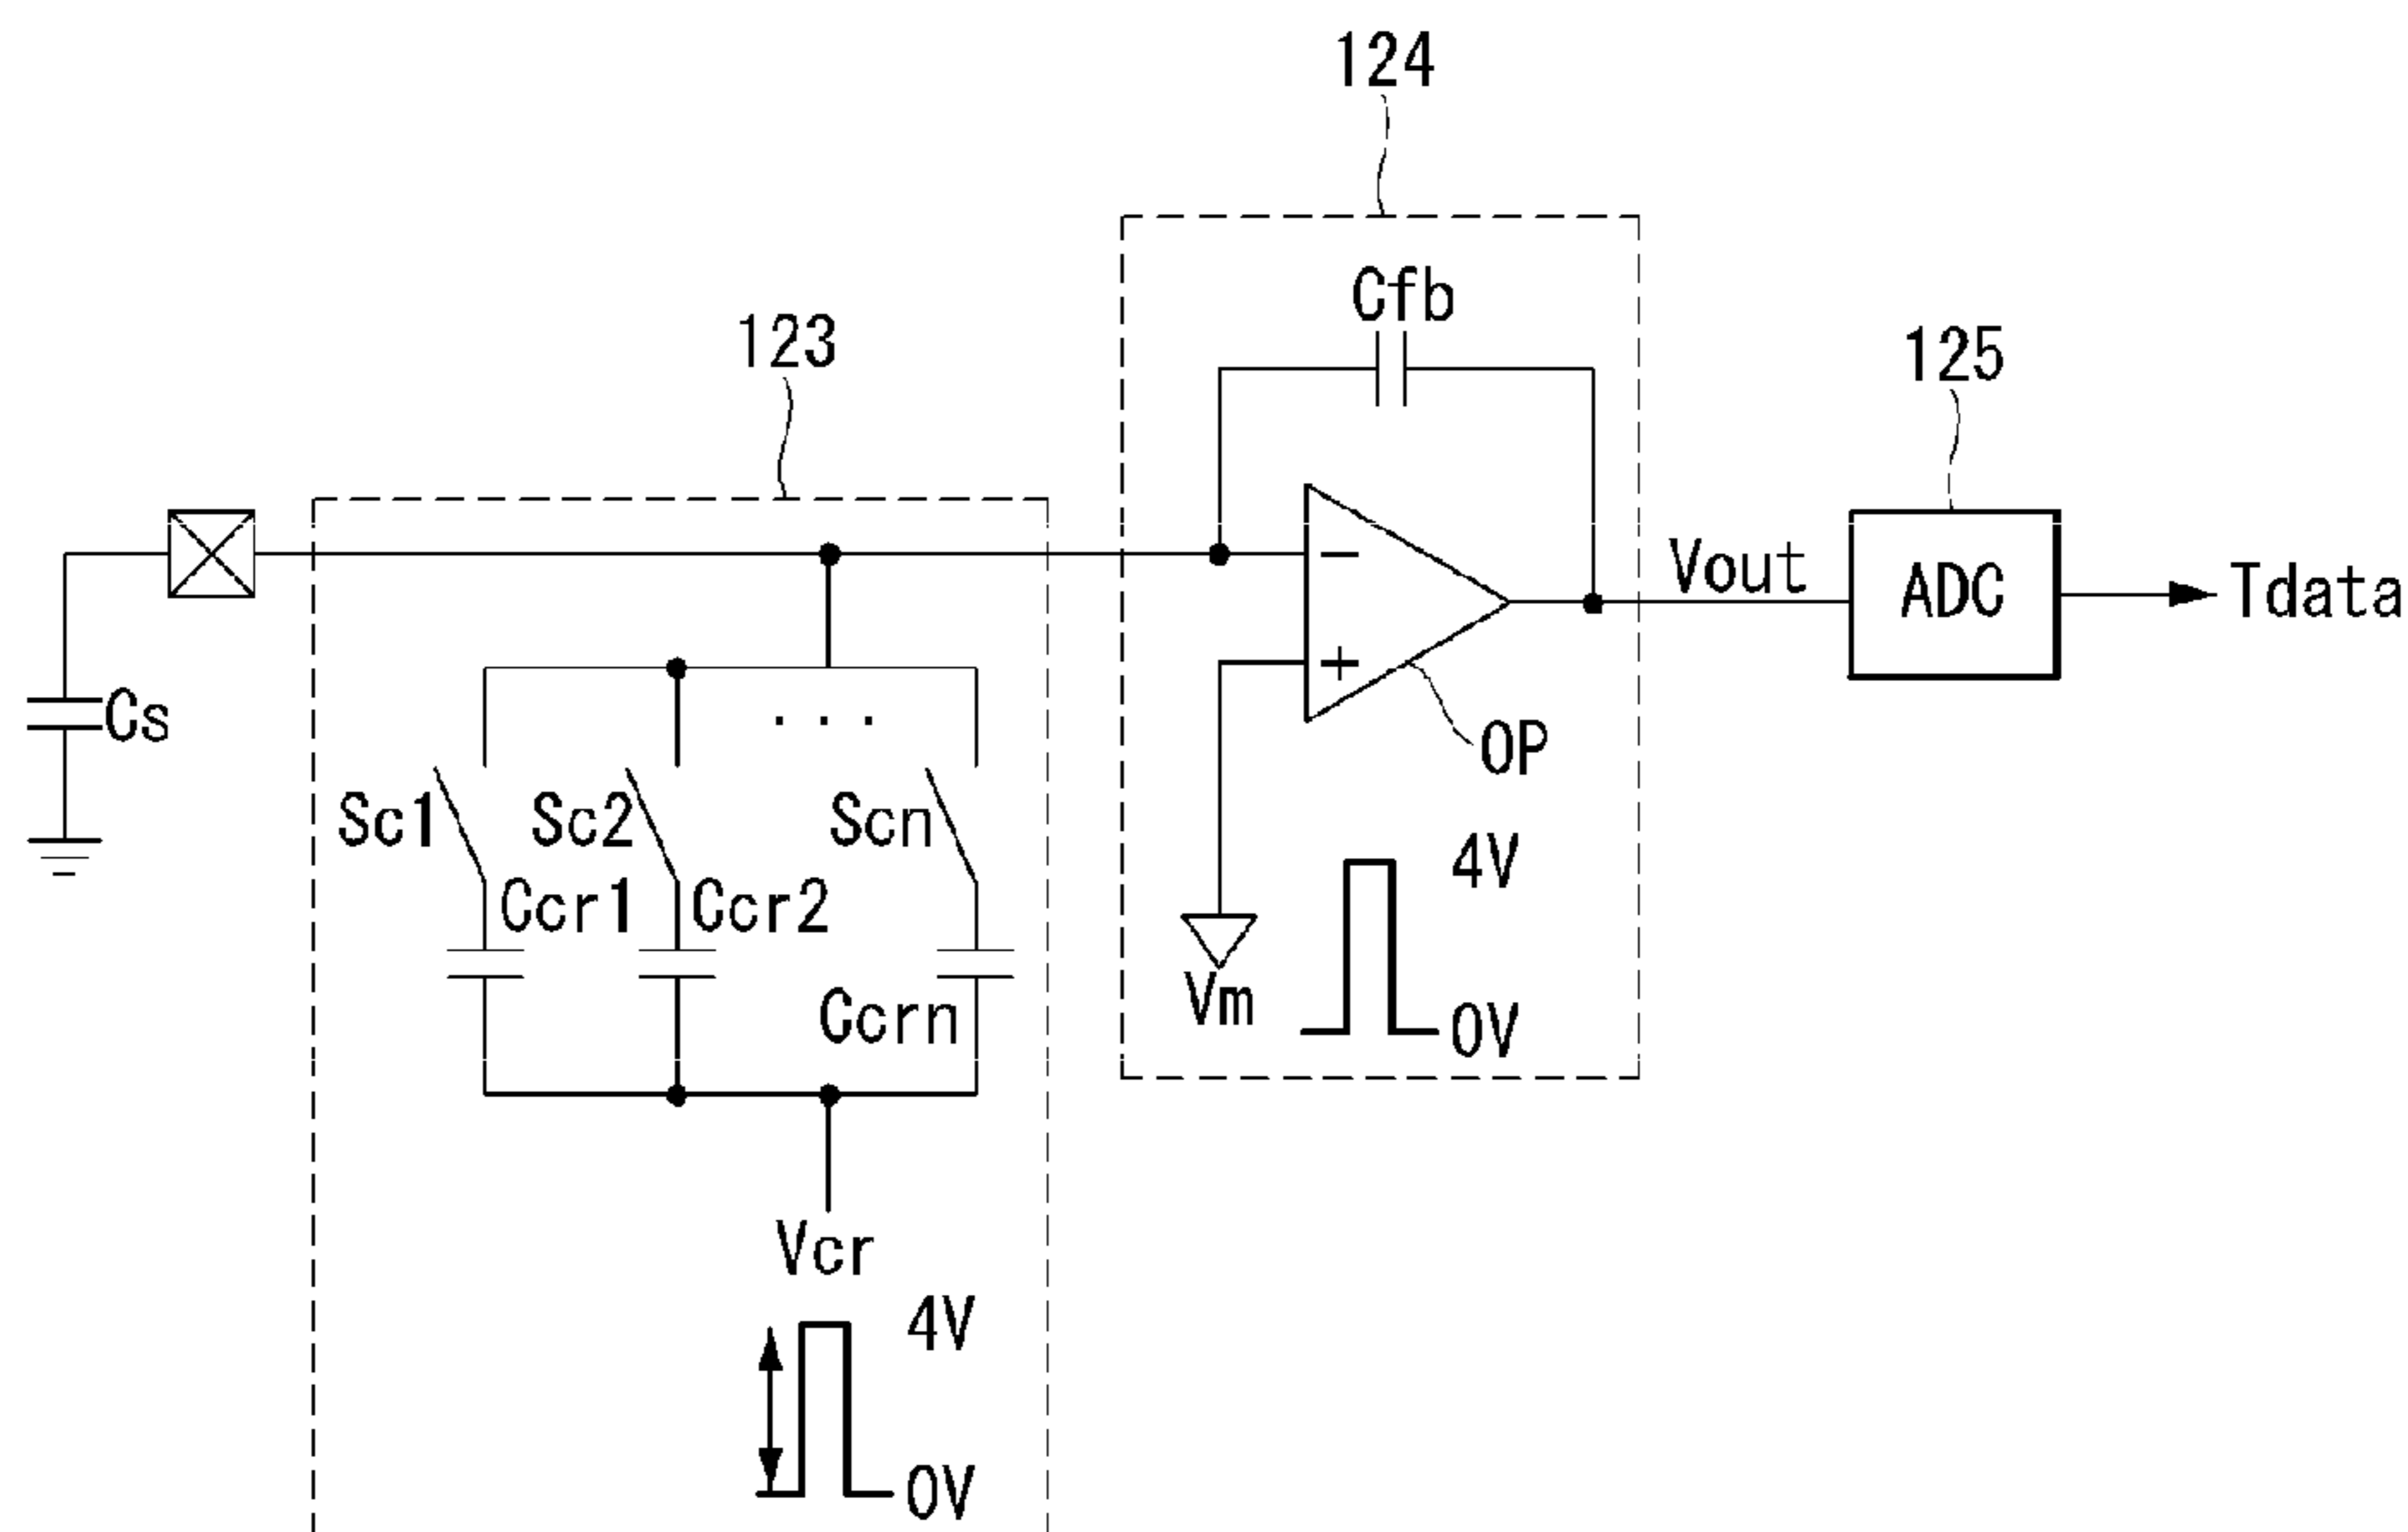 124
Cfb
123
125
Vout
ADC
Tdata
Cs
OP
. . .
Sc1
Sc2
Scn
4V
Ccr1
Ccr2
Vm
Ccrn
0V
Vcr
4V
0V